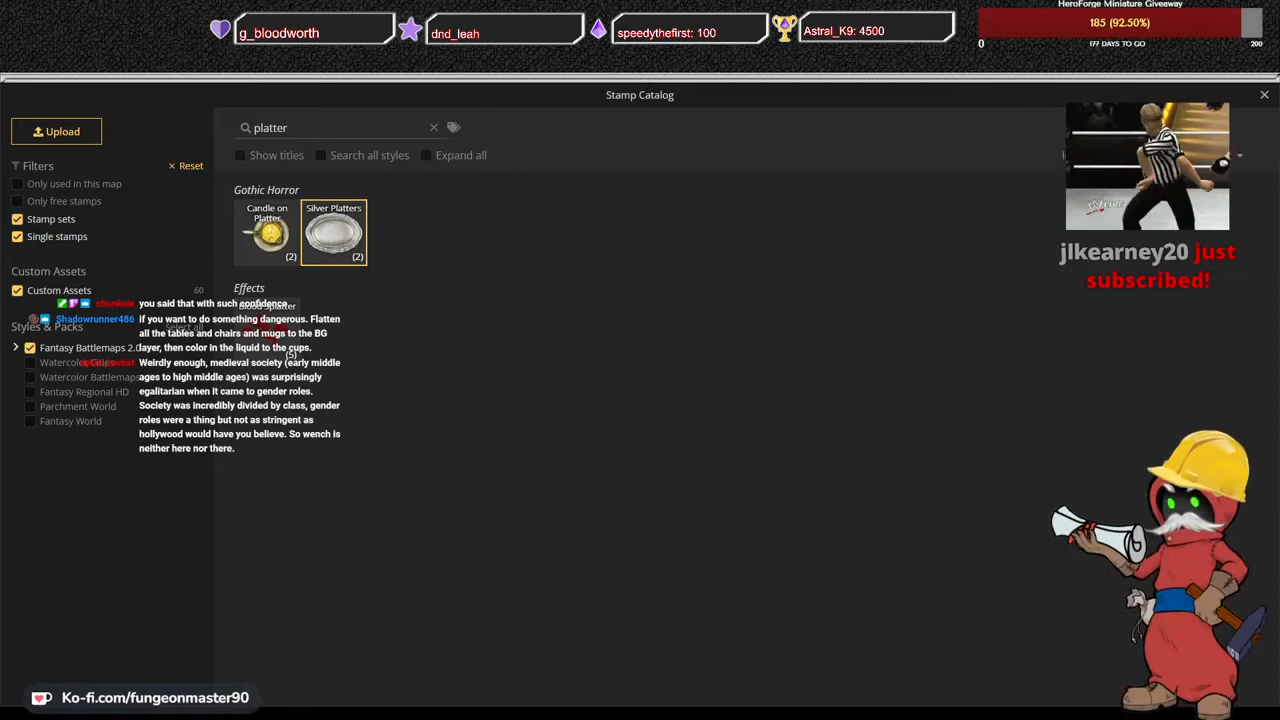 HeroForge Miniature Giveaway
g_bloodworth
dnd_leah
speedythefirst: 100
Astral_K9: 4500
185 (92.50%)
0
177 DAYS TO GO
200
Stamp Catalog
Upload
platter
Filters
Reset
Show titles
Search all styles
Expand all
Only used in this map
Only free stamps
Stamp sets
Single stamps
Gothic Horror
Candle on Platter
(2)
Silver Platters
(2)
Custom Assets
Custom Assets 60
Effects
(5)
Styles & Packs
Select all
Fantasy Battlemaps 2.0
Watercolor Battlemaps
Fantasy Regional HD
Parchment World
Fantasy World
chunksie you said that with such confidence.
Shadowrunner486 if you want to do something dangerous. Flatten
all the tables and chairs and mugs to the BG
layer, then color in the liquid to the cups.
Weirdly enough, medieval society (early middle
ages to high middle ages) was surprisingly
egalitarian when it came to gender roles.
Society was incredibly divided by class, gender
roles were a thing but not as stringent as
hollywood would have you believe. So wench is
neither here nor there.
LIVE
jlkearney20 just
subscribed!
Ko-fi.com/fungeonmaster90